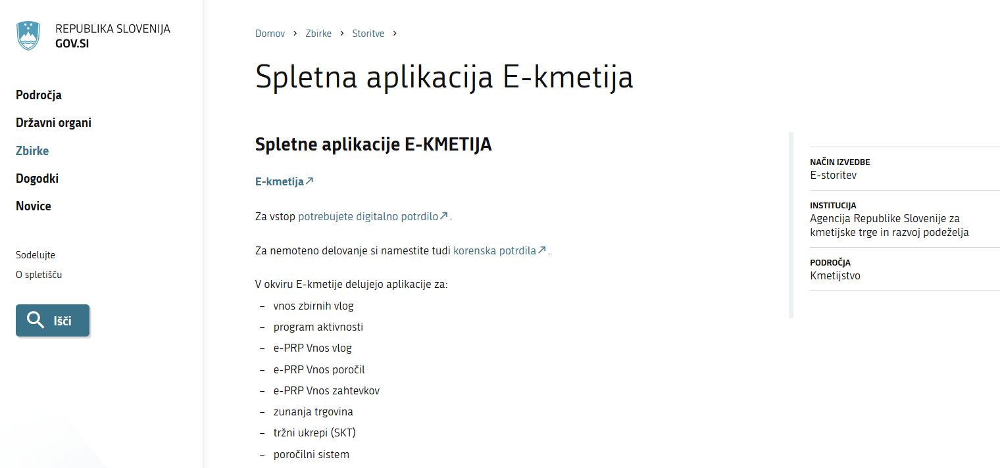 REPUBLIKA SLOVENIJA
GOV.SI
Področja
Državni organi
Zbirke
Dogodki
Novice
Sodelujte
O spletišču
Išči
Domov > Zbirke > Storitve >
Spletna aplikacija E-kmetija
Spletne aplikacije E-KMETIJA
E-kmetija
Za vstop potrebujete digitalno potrdilo.
Za nemoteno delovanje si namestite tudi korenska potrdila.
V okviru E-kmetije delujejo aplikacije za:
– vnos zbirnih vlog
– program aktivnosti
– e-PRP Vnos vlog
– e-PRP Vnos poročil
– e-PRP Vnos zahtevkov
– zunanja trgovina
– tržni ukrepi (SKT)
– poročilni sistem
NAČIN IZVEDBE
E-storitev
INSTITUCIJA
Agencija Republike Slovenije za
kmetijske trge in razvoj podeželja
PODROČJA
Kmetijstvo